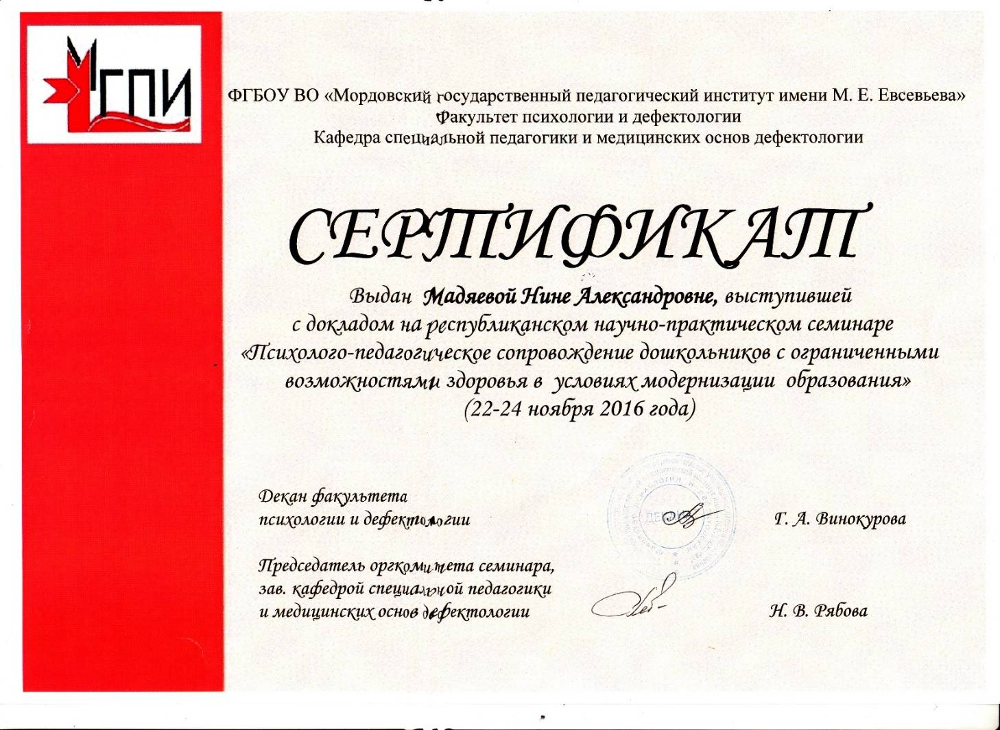 МГПИ
ФГБОУ ВО «Мордовский государственный педагогический институт имени М. Е. Евсевьева»
Факультет психологии и дефектологии
Кафедра специальной педагогики и медицинских основ дефектологии
СЕРТИФИКАТ
Выдан Мадяевой Нине Александровне, выступившей
с докладом на республиканском научно-практическом семинаре
«Психолого-педагогическое сопровождение дошкольников с ограниченными
возможностями здоровья в условиях модернизации образования»
(22-24 ноября 2016 года)
Декан факультета
психологии и дефектологии
Г. А. Винокурова
ДЕКАН
Председатель оргкомитета семинара,
зав. кафедрой специальной педагогики
и медицинских основ дефектологии
Н. В. Рябова